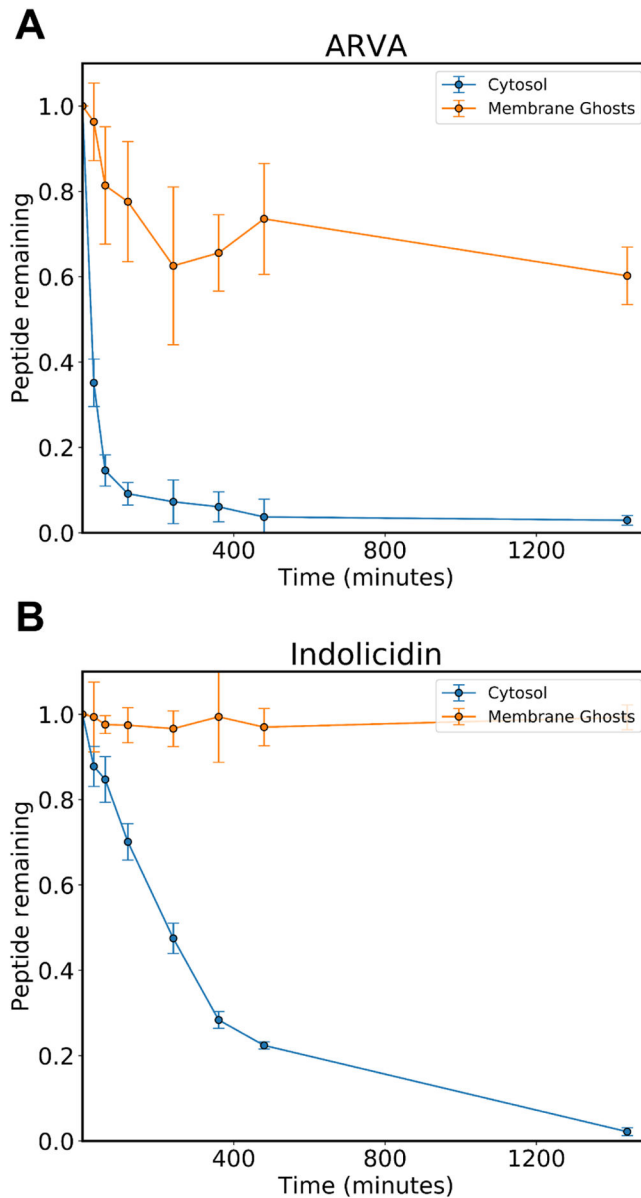 A
ARVA
Cytosol
Membrane Ghosts
Peptide remaining
1.0
0.8
0.6
0.4
0.2
0.0
400
800
1200
Time (minutes)
B
Indolicidin
Cytosol
Membrane Ghosts
Peptide remaining
1.0
0.8
0.6
0.4
0.2
0.0
400
800
1200
Time (minutes)